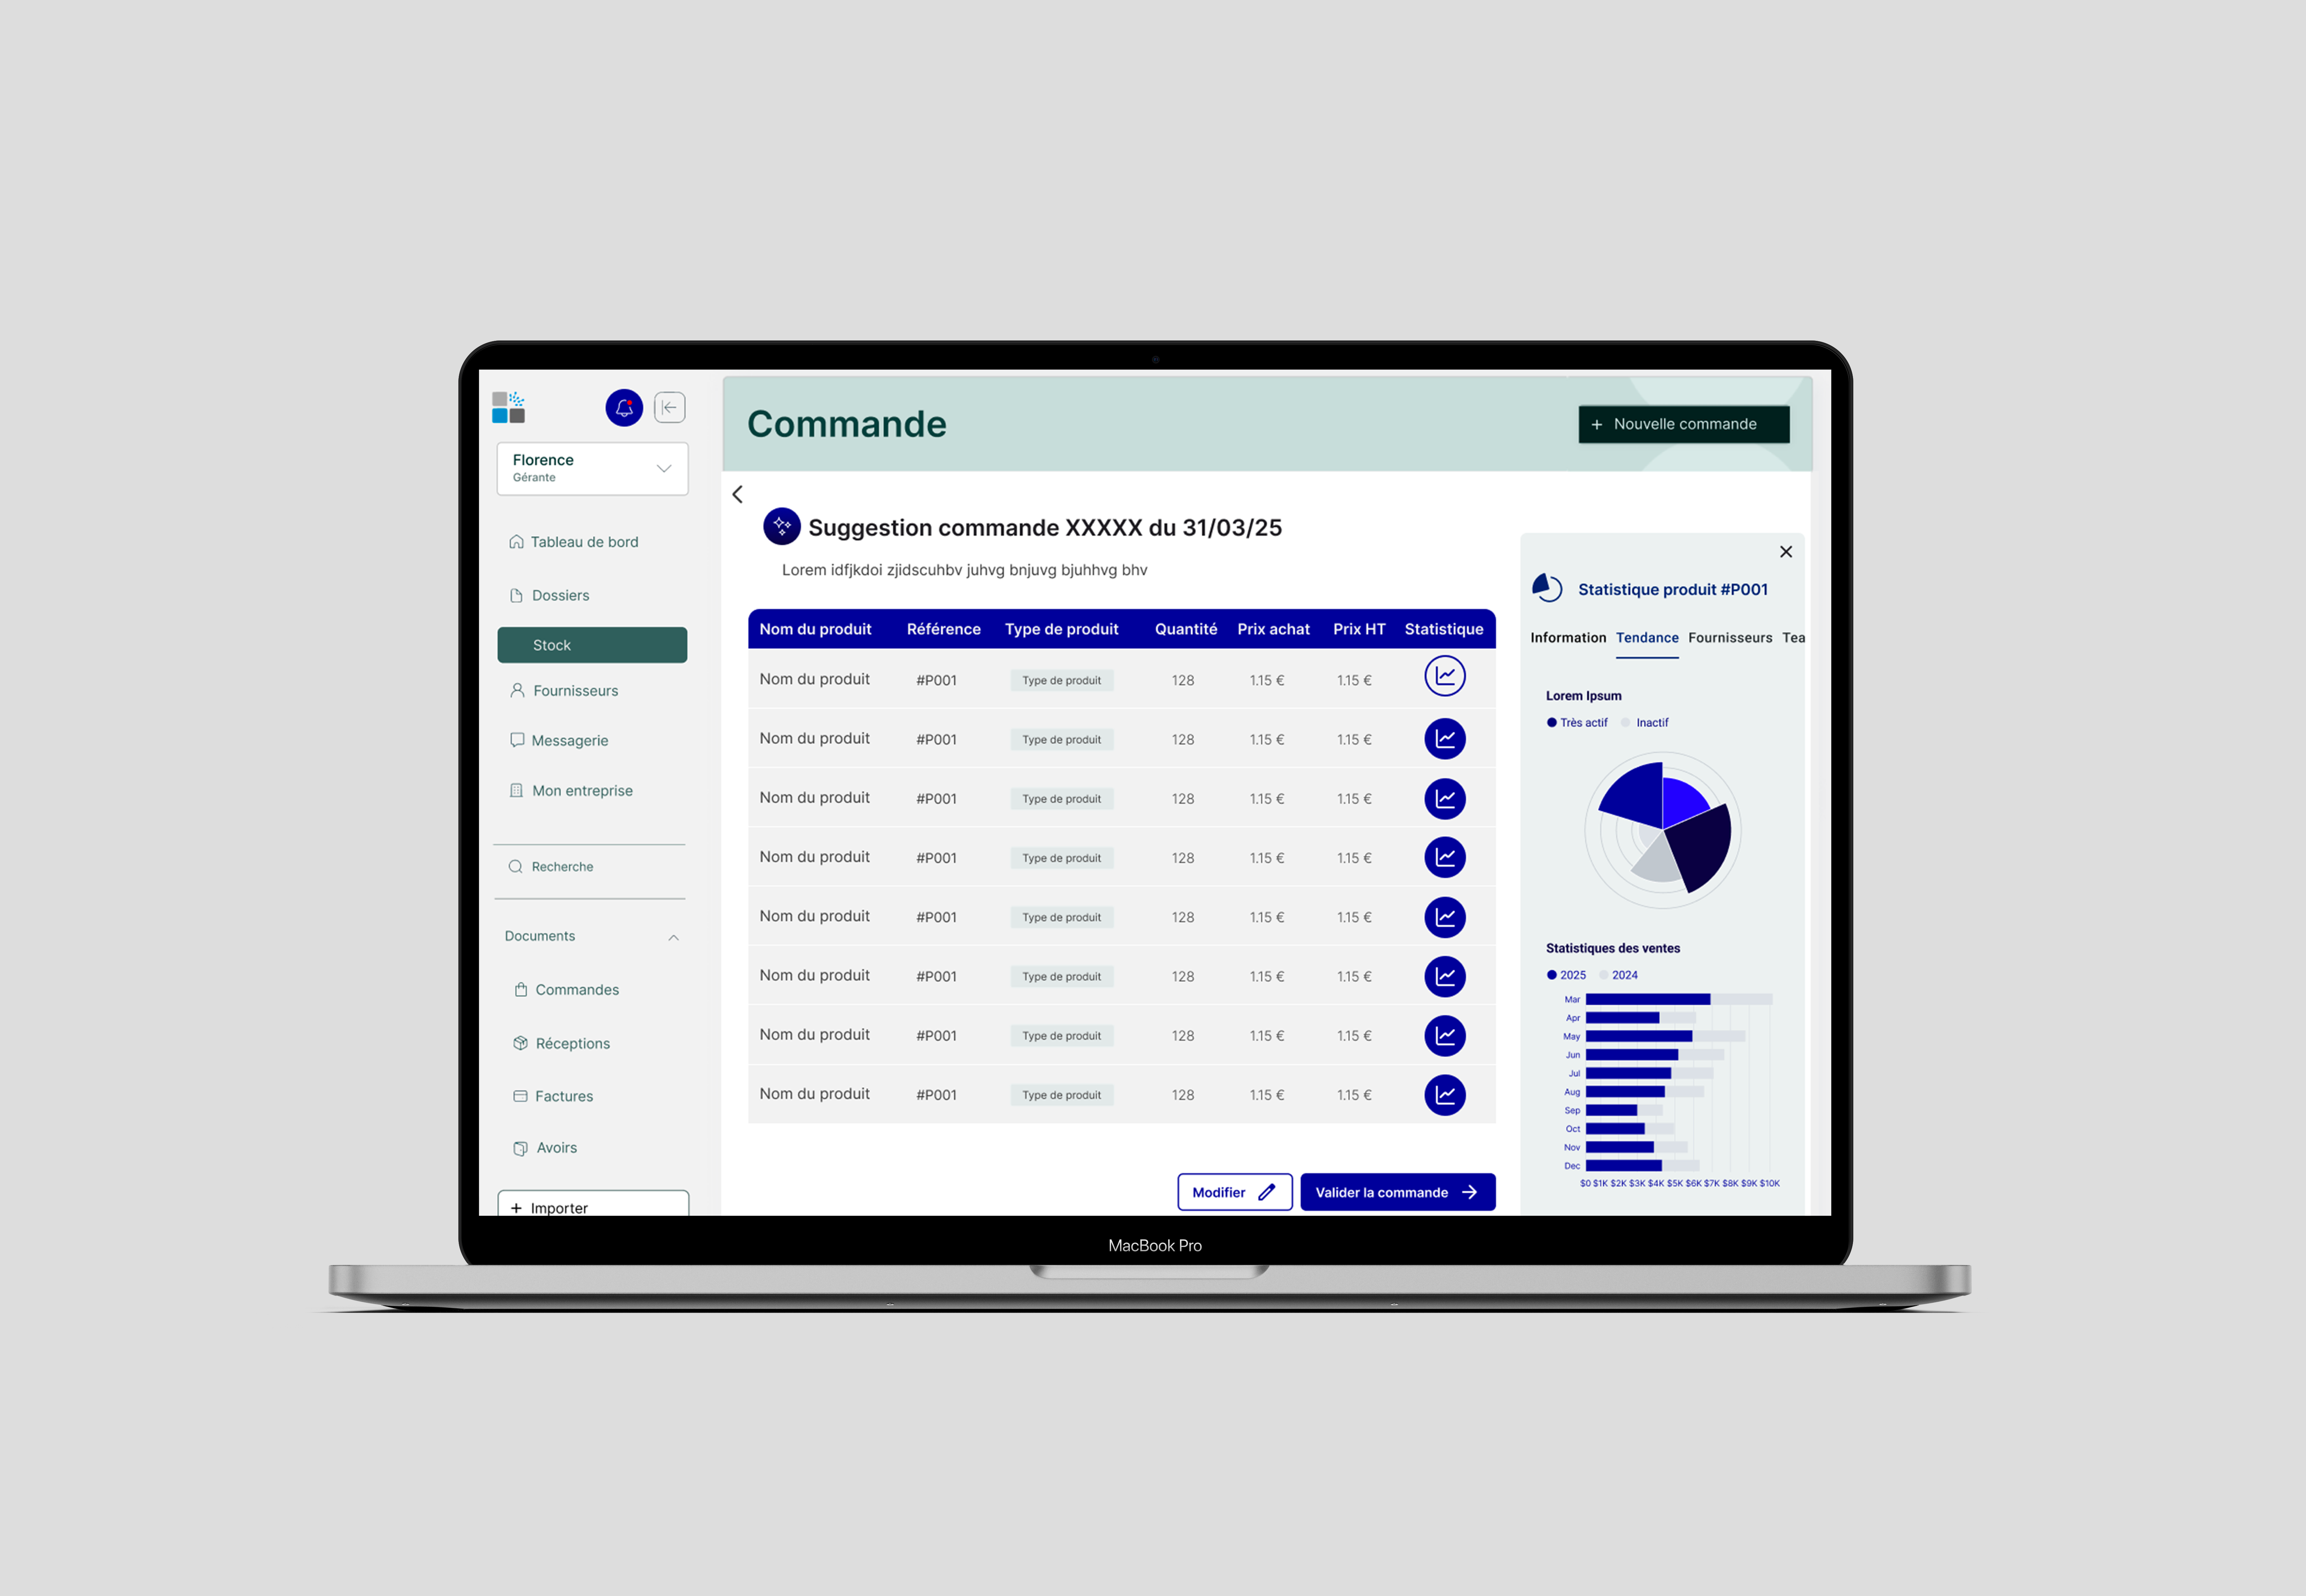 Florence
Gérante
Tableau de bord
Dossiers
Stock
Fournisseurs
Messagerie
Mon entreprise
Recherche
Documents
Commandes
Réceptions
Factures
Avoirs
+ Importer
Commande
+ Nouvelle commande
Suggestion commande XXXXX du 31/03/25
Lorem idfjkdoi zjidscuhbv juhvg bnjuvg bjuhhvg bhv
Nom du produit Référence Type de produit Quantité Prix achat Prix HT Statistique
Nom du produit #P001 Type de produit 128 1.15 € 1.15 €
Nom du produit #P001 Type de produit 128 1.15 € 1.15 €
Nom du produit #P001 Type de produit 128 1.15 € 1.15 €
Nom du produit #P001 Type de produit 128 1.15 € 1.15 €
Nom du produit #P001 Type de produit 128 1.15 € 1.15 €
Nom du produit #P001 Type de produit 128 1.15 € 1.15 €
Nom du produit #P001 Type de produit 128 1.15 € 1.15 €
Nom du produit #P001 Type de produit 128 1.15 € 1.15 €
Modifier
Valider la commande
Statistique produit #P001
Information Tendance Fournisseurs Tea
Lorem Ipsum
Très actif Inactif
Statistiques des ventes
2025 2024
Mar
Apr
May
Jun
Jul
Aug
Sep
Oct
Nov
Dec
$0 $1K $2K $3K $4K $5K $6K $7K $8K $9K $10K
MacBook Pro